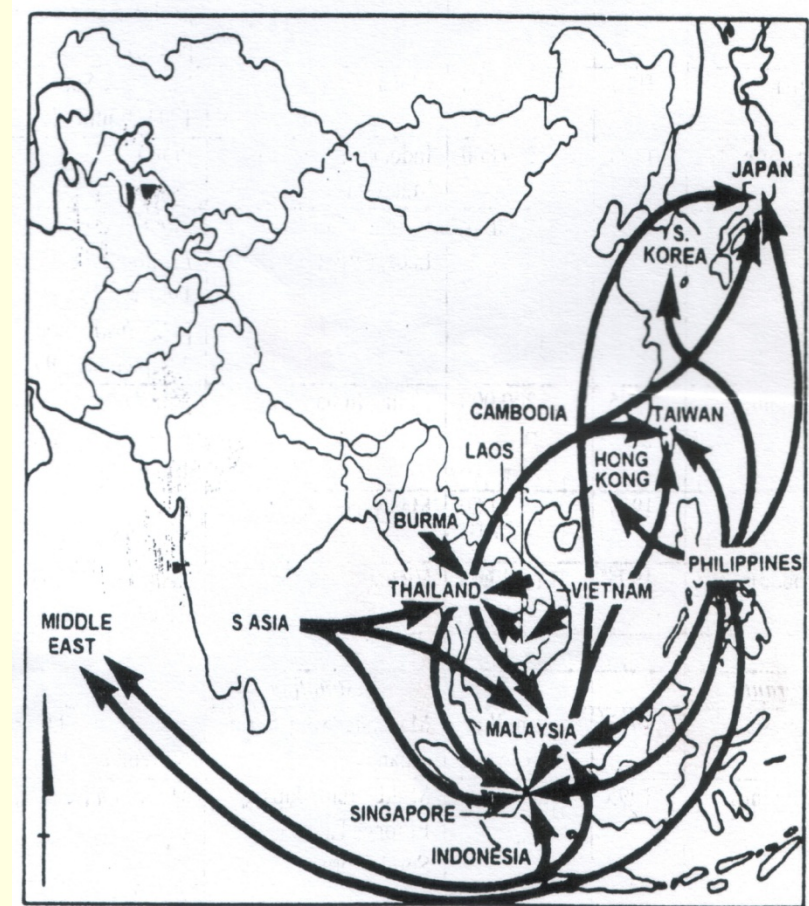 JAPAN
S.
KOREA
CAMBODIA
TAIWAN
LAOS
HONG
KONG
BURMA
PHILIPPINES
THAILAND
VIETNAM
MIDDLE
EAST
S ASIA
MALAYSIA
SINGAPORE
INDONESIA